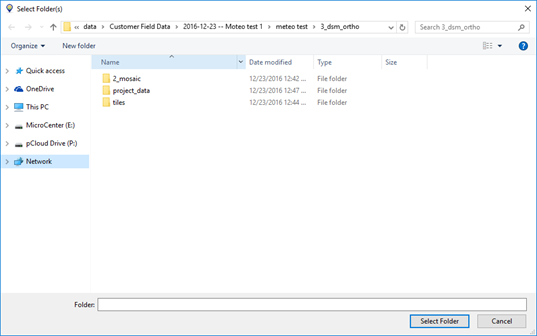 Select Folder(s)
« data > Customer Field Data > 2016-12-23 -- Moteo test 1 > meteo test > 3_dsm_ortho
Search 3_dsm_ortho
Organize New folder
Name Date modified Type Size
Quick access
OneDrive
This PC
MicroCenter (E:)
pCloud Drive (P:)
Network
2_mosaic 12/23/2016 12:42 ... File folder
project_data 12/23/2016 12:47 ... File folder
tiles 12/23/2016 12:44 ... File folder
Folder:
Select Folder Cancel